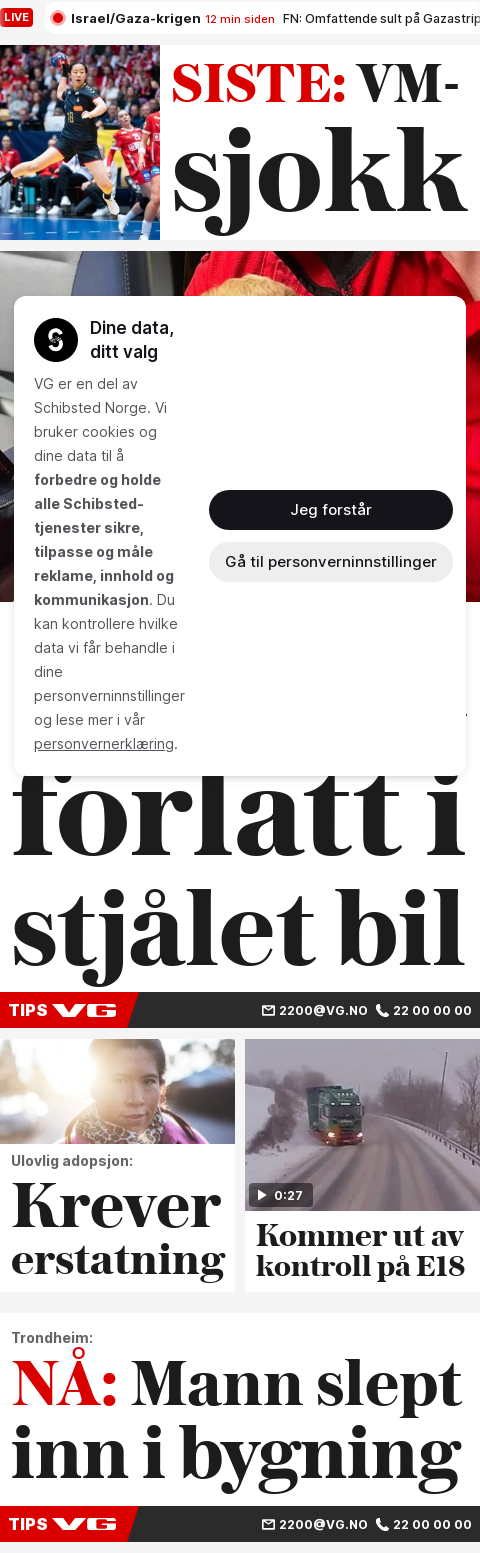 LIVE
Israel/Gaza-krigen 12 min siden FN: Omfattende sult på Gazastrip
SISTE: VM-
sjokk
Dine data,
ditt valg
VG er en del av
Schibsted Norge. Vi
bruker cookies og
dine data til å
forbedre og holde
alle Schibsted-
tjenester sikre,
tilpasse og måle
reklame, innhold og
kommunikasjon. Du
kan kontrollere hvilke
data vi får behandle i
dine
personverninnstillinger
og lese mer i vår
personvernerklæring.
Jeg forstår
Gå til personverninnstillinger
forlatt i
stjålet bil
TIPS VG 2200@VG.NO 22 00 00 00
0:27
Ulovlig adopsjon:
Krever
erstatning
Kommer ut av
kontroll på E18
Trondheim:
NÅ: Mann slept
inn i bygning
TIPS VG 2200@VG.NO 22 00 00 00